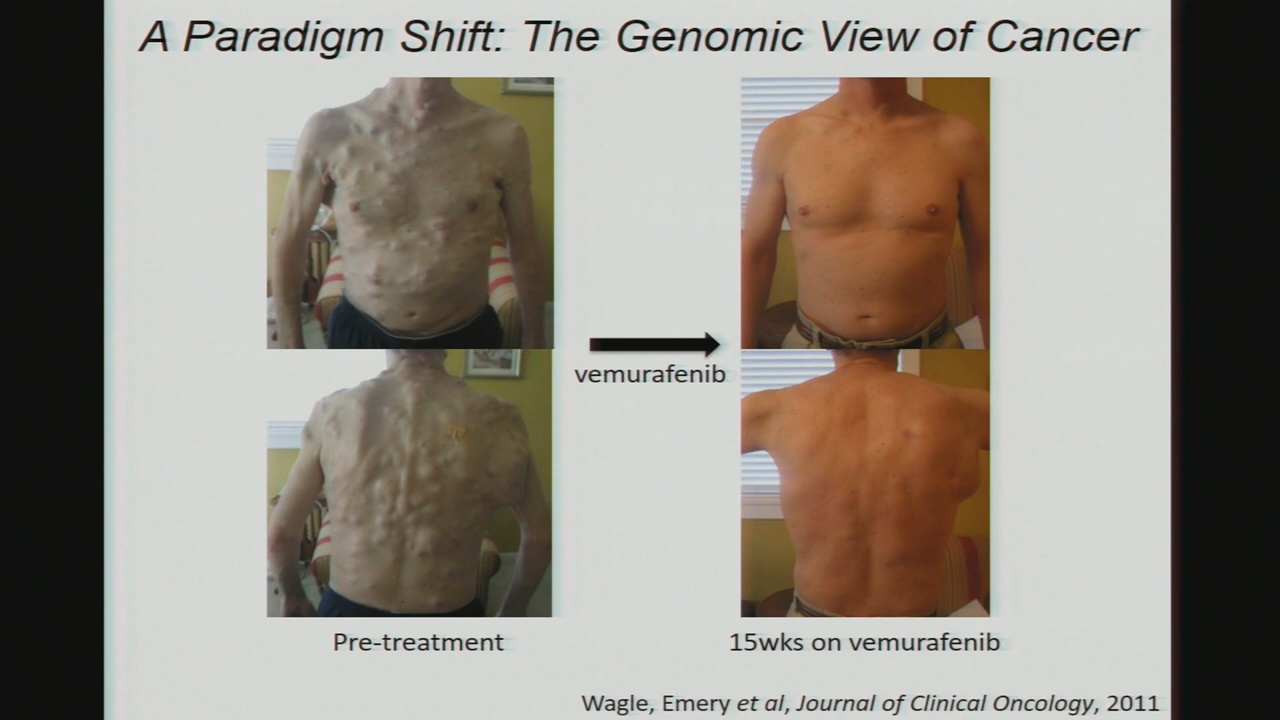 A Paradigm Shift: The Genomic View of Cancer
vemurafenib
Pre-treatment
15wks on vemurafenib
Wagle, Emery et al, Journal of Clinical Oncology, 2011